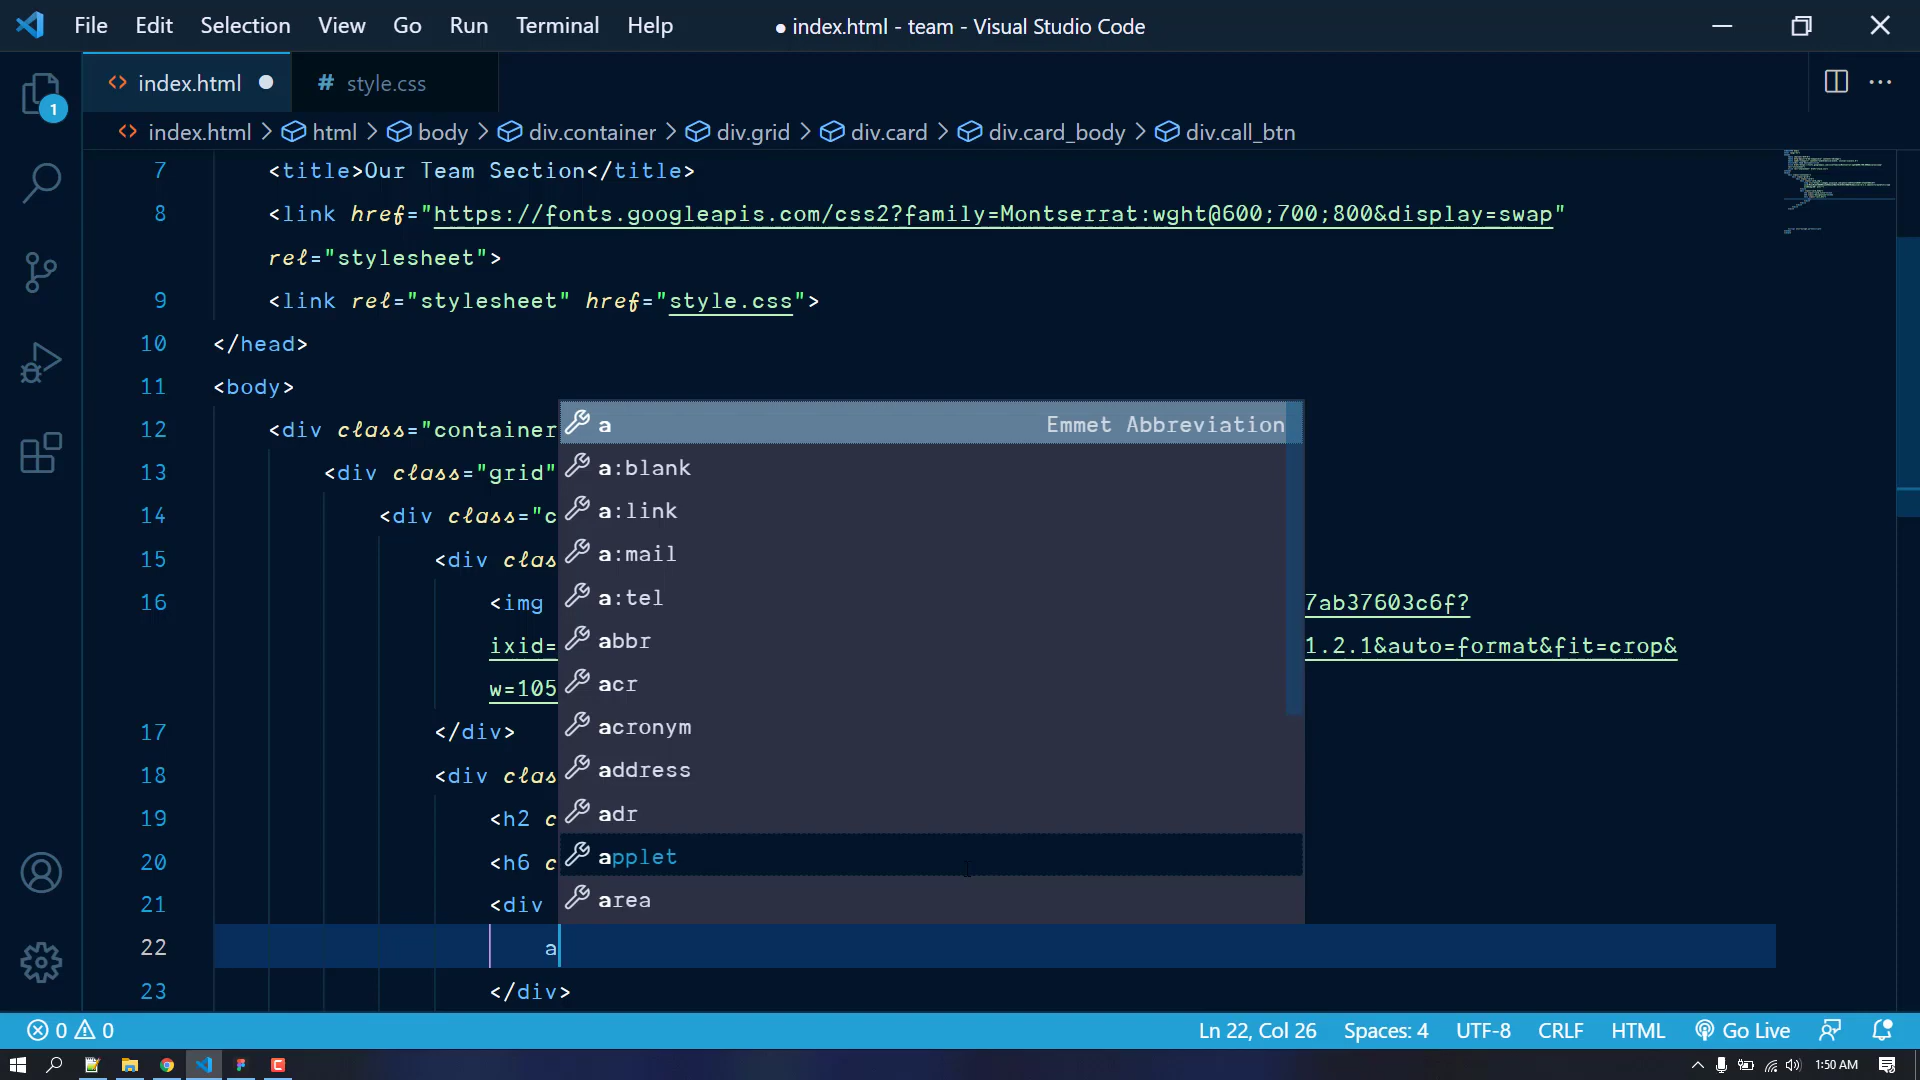 File Edit Selection View Go Run Terminal Help ● index.html - team - Visual Studio Code
1
<> index.html ● # style.css ···
<> index.html > html > body > div.container > div.grid > div.card > div.card_body > div.call_btn
7 <title>Our Team Section</title>
8 <link href="https://fonts.googleapis.com/css2?family=Montserrat:wght@600;700;800&display=swap"
rel="stylesheet">
9 <link rel="stylesheet" href="style.css">
10 </head>
11 <body>
12 <div class="container
a Emmet Abbreviation
13 <div class="grid"
a:blank
14 <div class="c
a:link
15 <div clas
a:mail
16 <img 7ab37603c6f?
a:tel
ixid= 1.2.1&auto=format&fit=crop&
abbr
w=105
acr
17 </div>
acronym
18 <div clas
address
19 <h2 c
adr
20 <h6 c
applet
21 <div
area
22 a
23 </div>
0 0 Ln 22, Col 26 Spaces: 4 UTF-8 CRLF HTML Go Live
1:50 AM